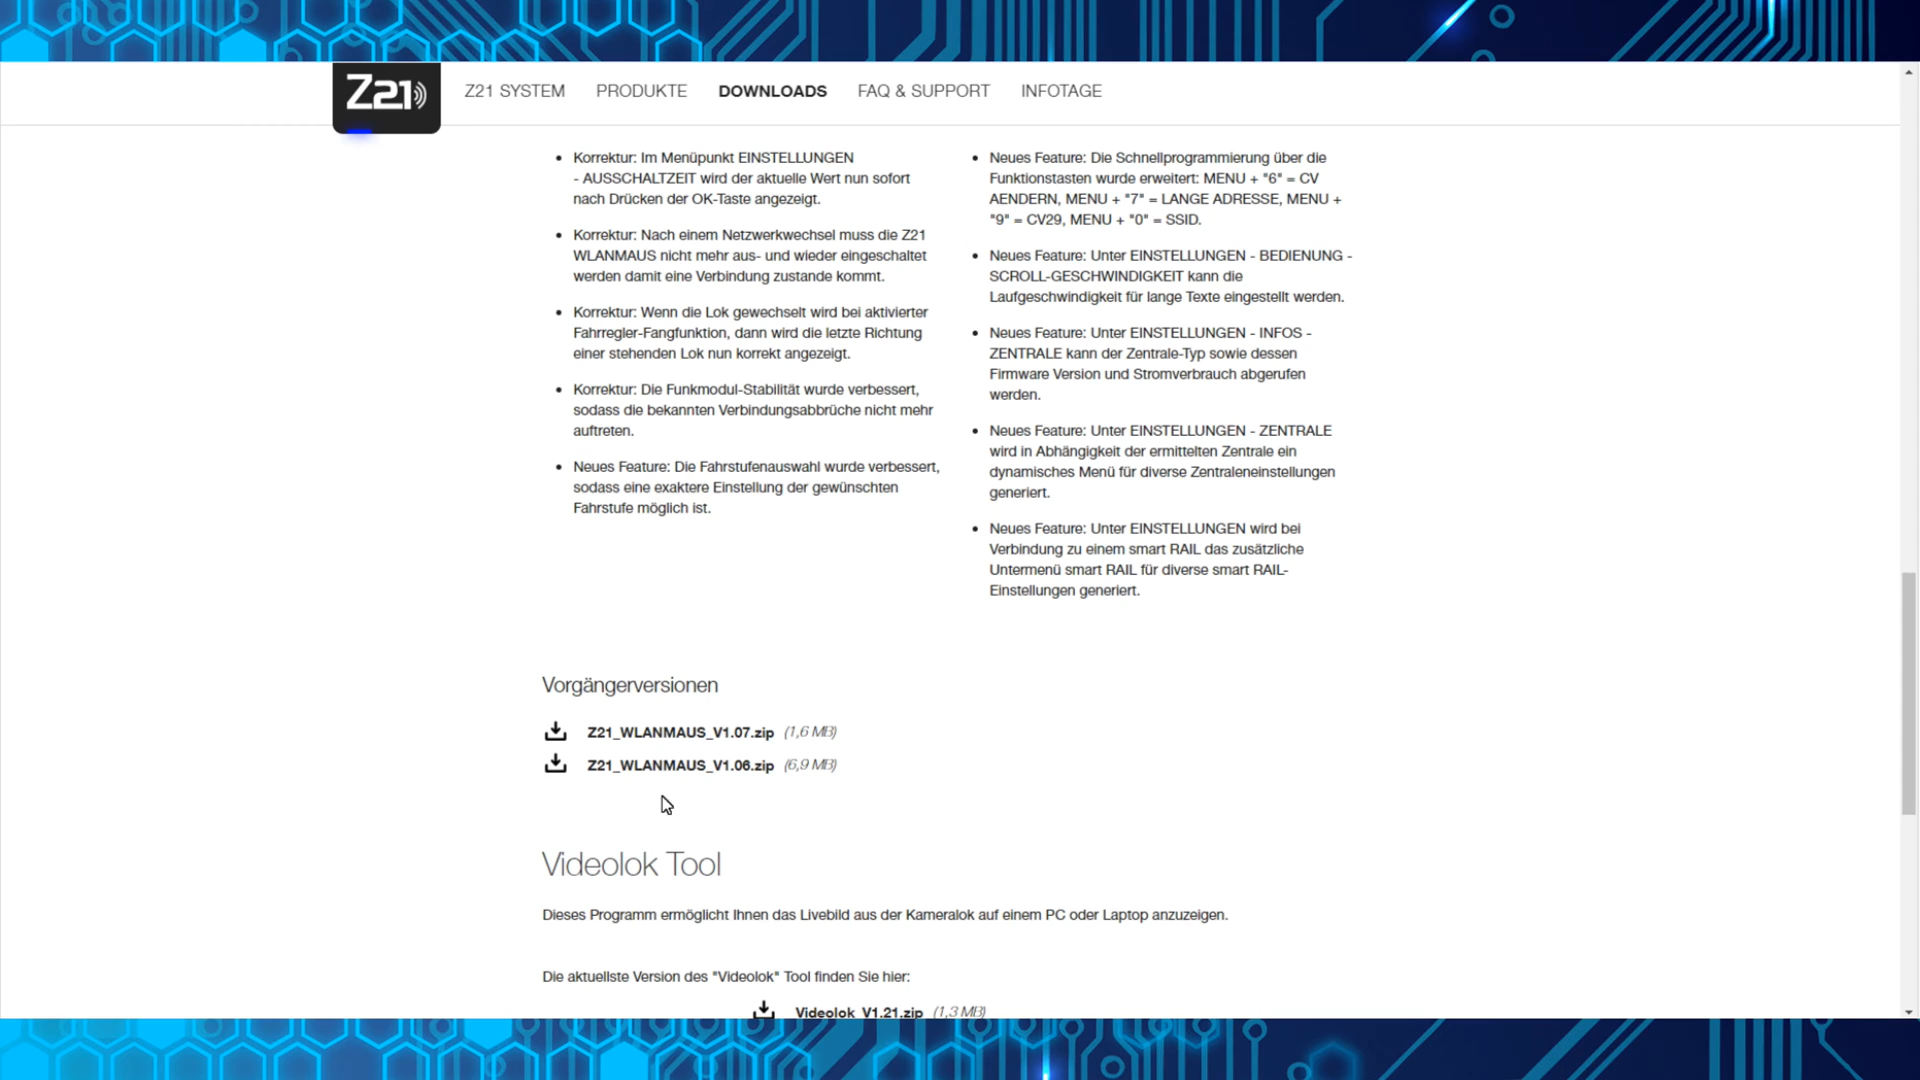 Z21
Z21 SYSTEM PRODUKTE DOWNLOADS FAQ & SUPPORT INFOTAGE
• Korrektur: Im Menüpunkt EINSTELLUNGEN
- AUSSCHALTZEIT wird der aktuelle Wert nun sofort
nach Drücken der OK-Taste angezeigt.
• Korrektur: Nach einem Netzwerkwechsel muss die Z21
WLANMAUS nicht mehr aus- und wieder eingeschaltet
werden damit eine Verbindung zustande kommt.
• Korrektur: Wenn die Lok gewechselt wird bei aktivierter
Fahrregler-Fangfunktion, dann wird die letzte Richtung
einer stehenden Lok nun korrekt angezeigt.
• Korrektur: Die Funkmodul-Stabilität wurde verbessert,
sodass die bekannten Verbindungsabbrüche nicht mehr
auftreten.
• Neues Feature: Die Fahrstufenauswahl wurde verbessert,
sodass eine exaktere Einstellung der gewünschten
Fahrstufe möglich ist.
• Neues Feature: Die Schnellprogrammierung über die
Funktionstasten wurde erweitert: MENU + "6" = CV
AENDERN, MENU + "7" = LANGE ADRESSE, MENU +
"9" = CV29, MENU + "0" = SSID.
• Neues Feature: Unter EINSTELLUNGEN - BEDIENUNG -
SCROLL-GESCHWINDIGKEIT kann die
Laufgeschwindigkeit für lange Texte eingestellt werden.
• Neues Feature: Unter EINSTELLUNGEN - INFOS -
ZENTRALE kann der Zentrale-Typ sowie dessen
Firmware Version und Stromverbrauch abgerufen
werden.
• Neues Feature: Unter EINSTELLUNGEN - ZENTRALE
wird in Abhängigkeit der ermittelten Zentrale ein
dynamisches Menü für diverse Zentraleneinstellungen
generiert.
• Neues Feature: Unter EINSTELLUNGEN wird bei
Verbindung zu einem smart RAIL das zusätzliche
Untermenü smart RAIL für diverse smart RAIL-
Einstellungen generiert.
Vorgängerversionen
Z21_WLANMAUS_V1.07.zip (1,6 MB)
Z21_WLANMAUS_V1.06.zip (6,9 MB)
Videolok Tool
Dieses Programm ermöglicht Ihnen das Livebild aus der Kameralok auf einem PC oder Laptop anzuzeigen.
Die aktuellste Version des "Videolok" Tool finden Sie hier:
Videolok_V1.21.zip (1,3 MB)